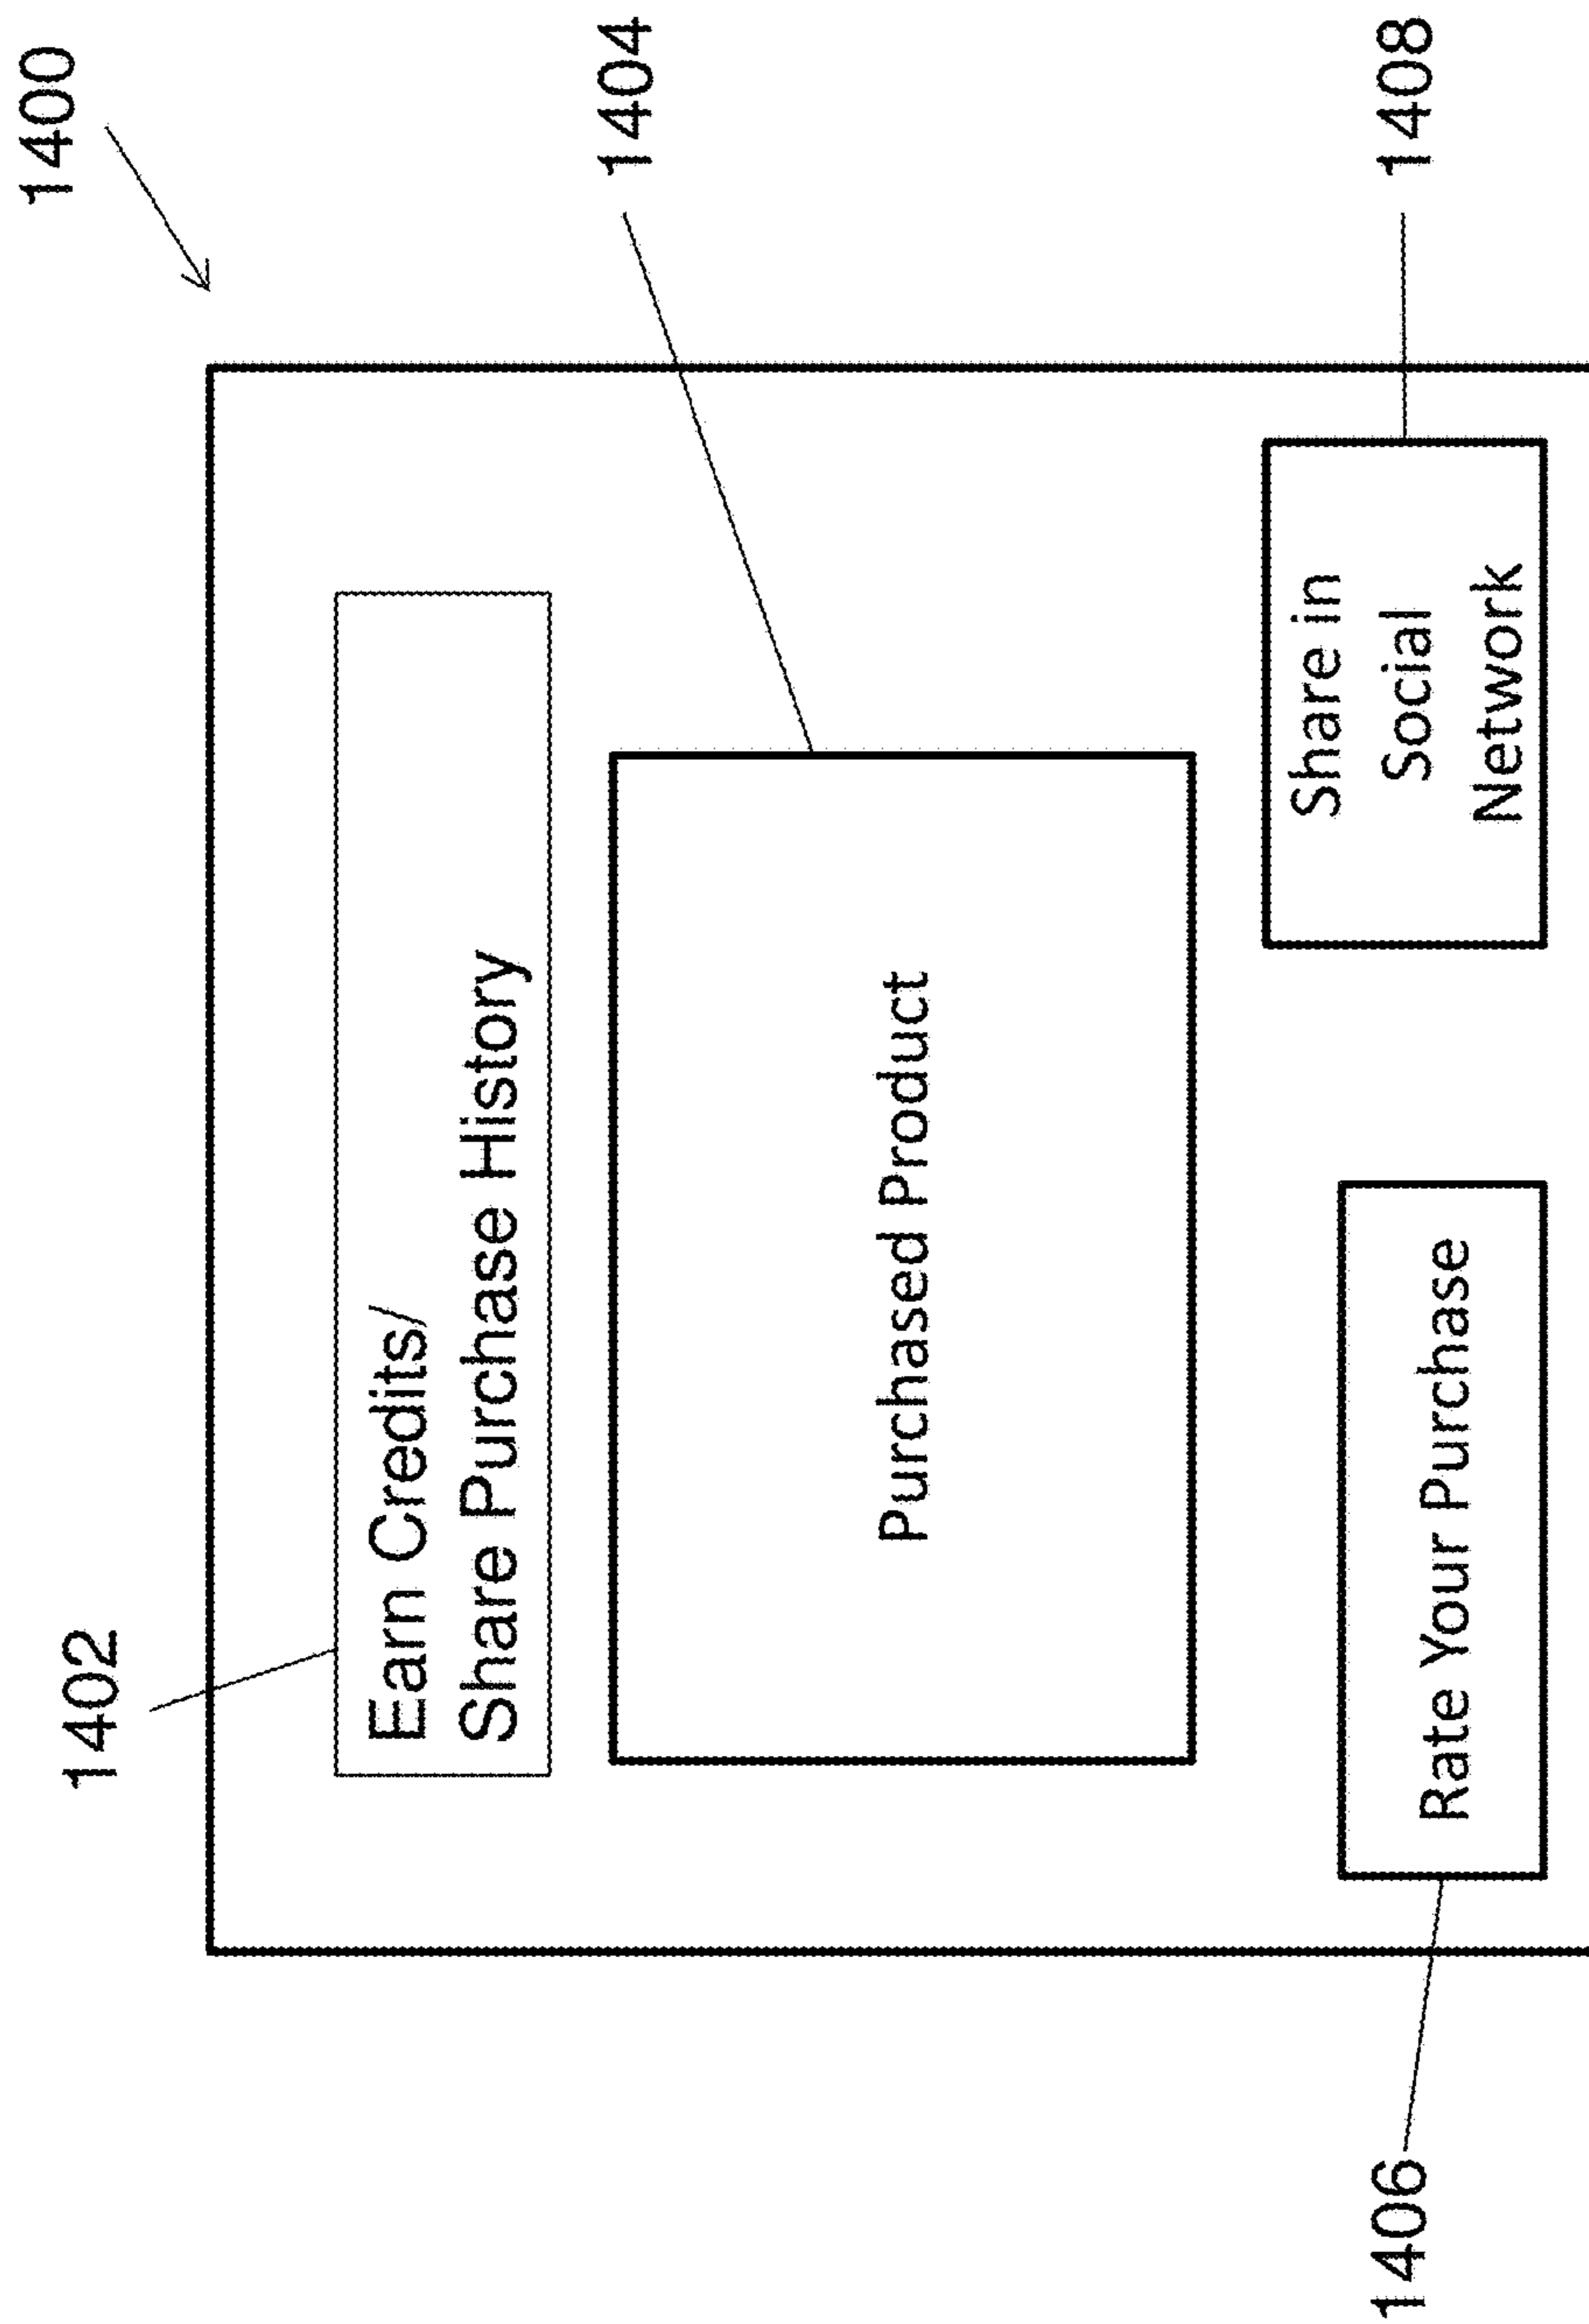 1400
1402
Earn Credits/
Share Purchase History
1404
Purchased Product
1406
Rate Your Purchase
Share in
Social
Network
1408